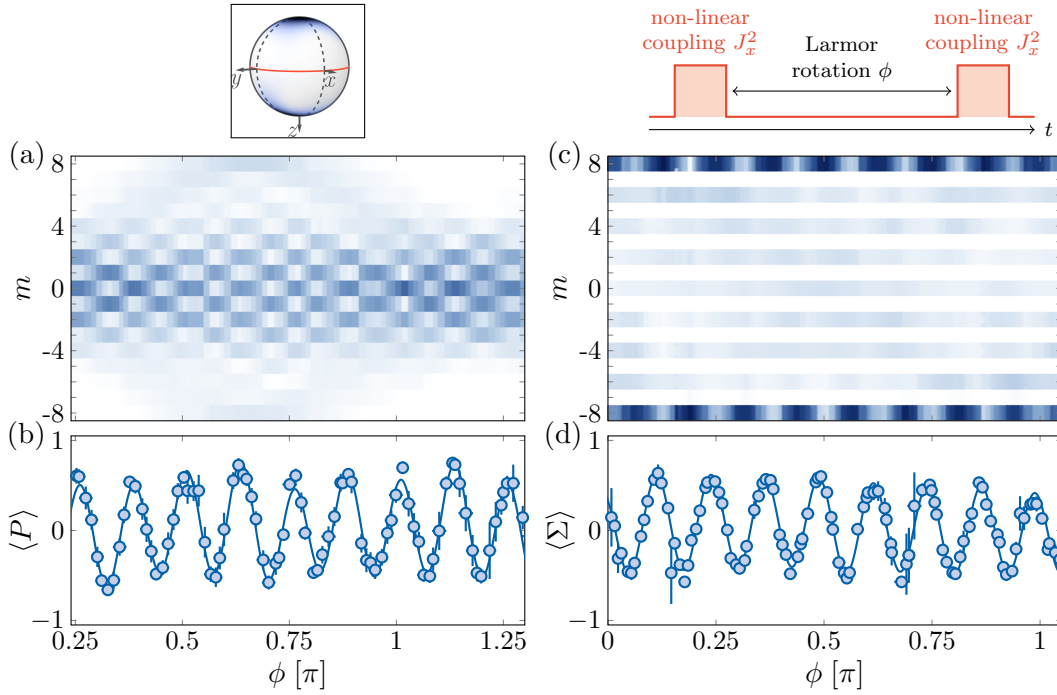 y
x
z
non-linear
coupling J_x^2
Larmor
rotation ϕ
non-linear
coupling J_x^2
t
(a)
8
4
0
-4
-8
m
(c)
8
4
0
-4
-8
m
(b)
1
0
−1
⟨P⟩
0.25
0.5
0.75
1
1.25
ϕ [π]
(d)
1
0
−1
⟨Σ⟩
0
0.25
0.5
0.75
1
ϕ [π]